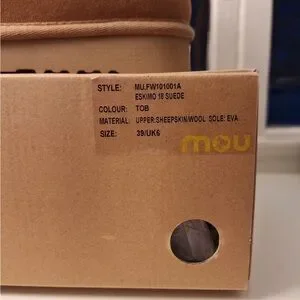 STYLE: MU.FW101001A
ESKIMO 18 SUEDE
COLOUR: TOB
MATERIAL: UPPER:SHEEPSKIN/WOOL SOLE: EVA
SIZE: 39/UK6
mou